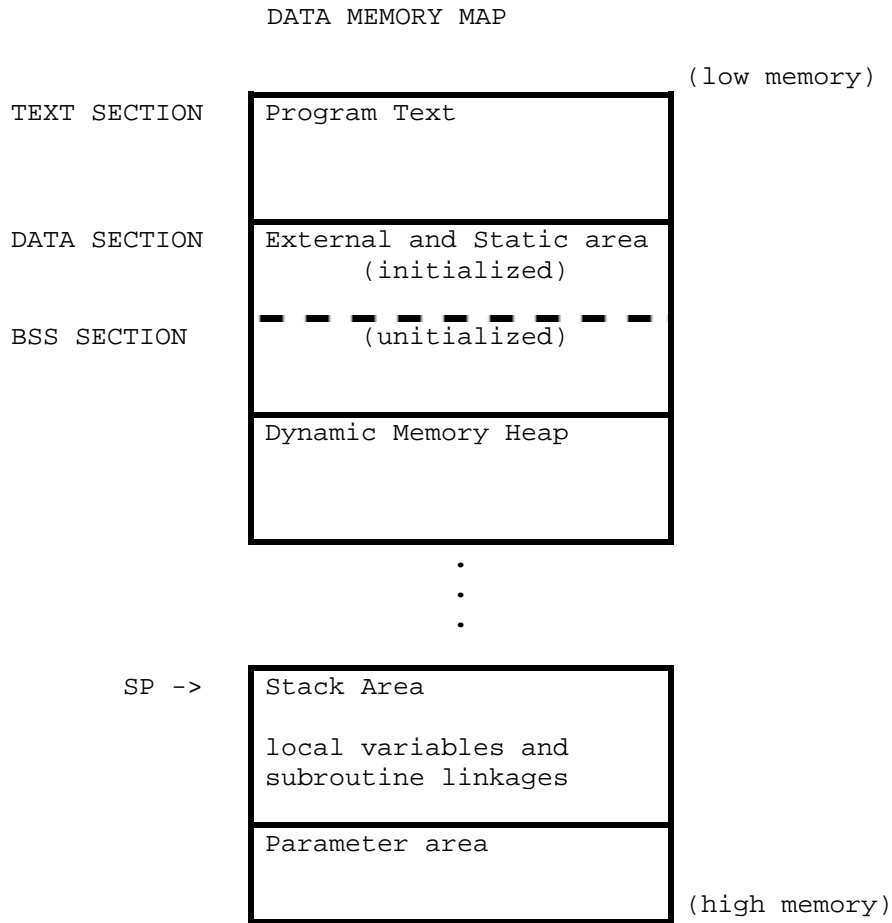 DATA MEMORY MAP
(low memory)
TEXT SECTION Program Text
DATA SECTION External and Static area
(initialized)
BSS SECTION (unitialized)
Dynamic Memory Heap
.
.
.
SP -> Stack Area
local variables and
subroutine linkages
Parameter area
(high memory)